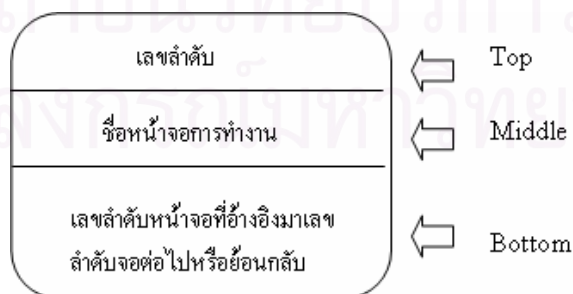 เลขลำดับ
Top
ชื่อหน้าจอการทำงาน
Middle
เลขลำดับหน้าจอที่อ้างอิงมาเลข
ลำดับจอต่อไปหรือย้อนกลับ
Bottom